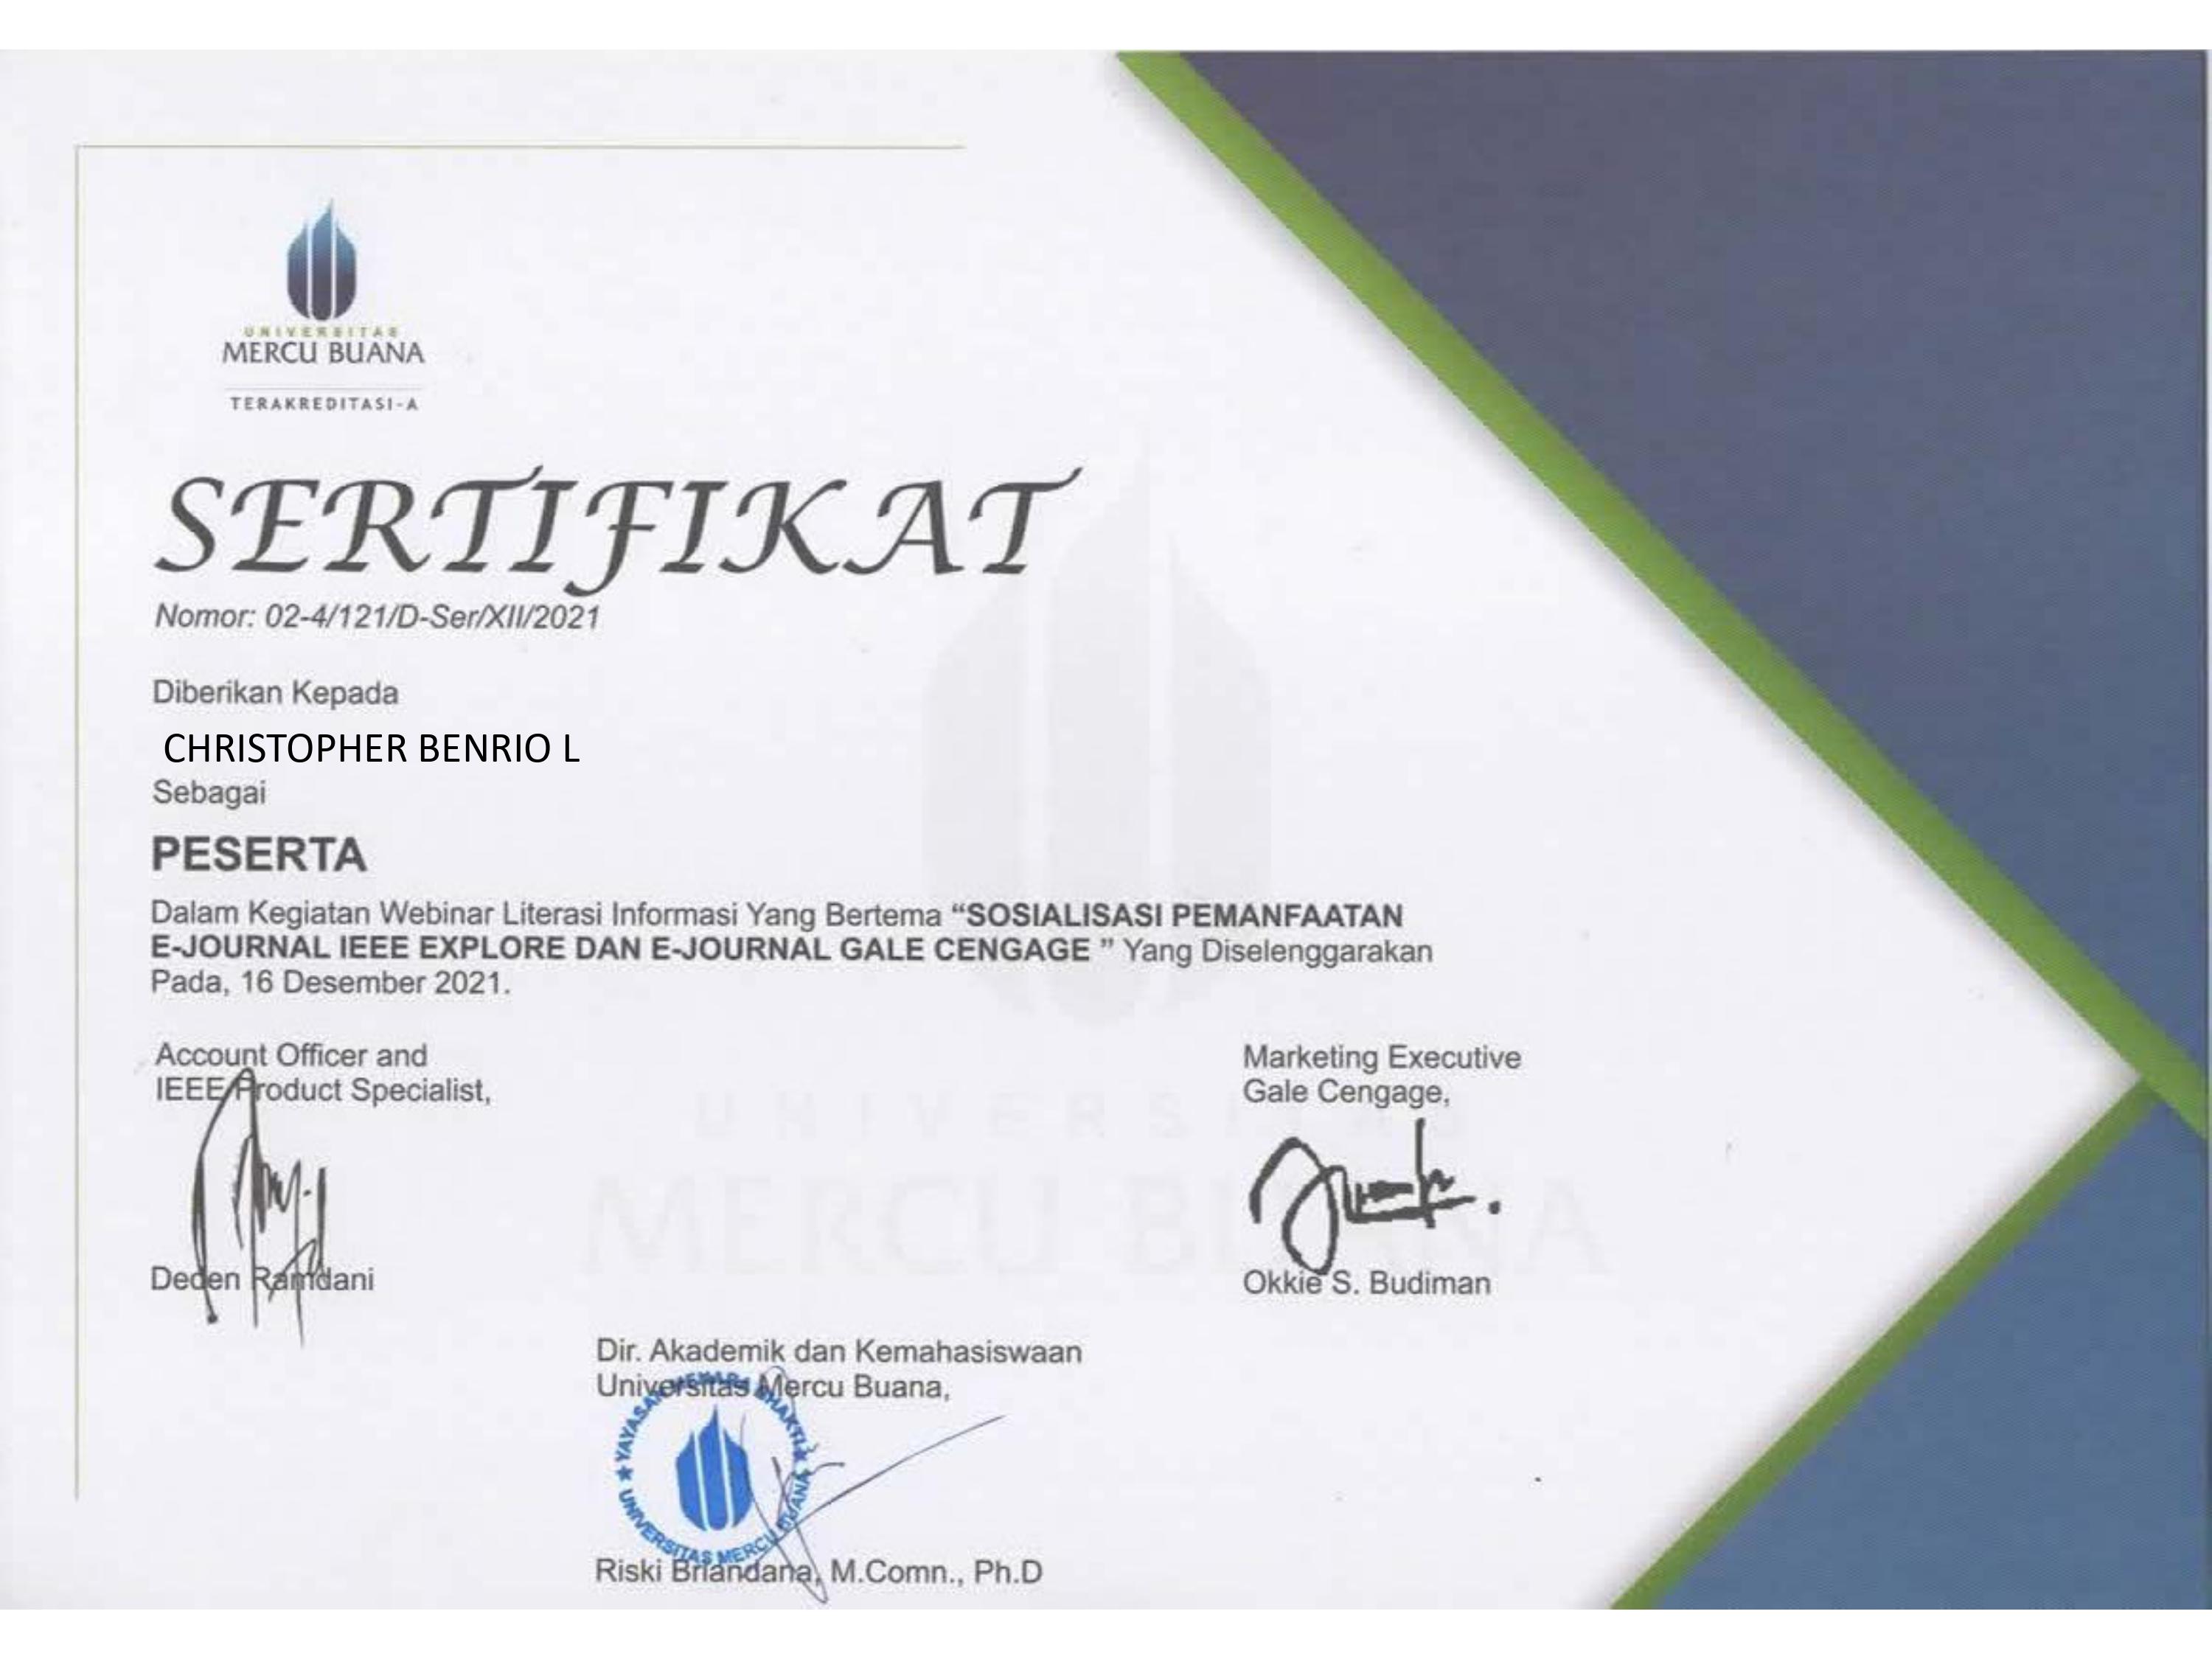 UNIVERSITAS
MERCU BUANA
TERAKREDITASI-A
SERTIFIKAT
Nomor: 02-4/121/D-Ser/XII/2021
Diberikan Kepada
CHRISTOPHER BENRIO L
Sebagai
PESERTA
Dalam Kegiatan Webinar Literasi Informasi Yang Bertema “SOSIALISASI PEMANFAATAN
E-JOURNAL IEEE EXPLORE DAN E-JOURNAL GALE CENGAGE ” Yang Diselenggarakan
Pada, 16 Desember 2021.
Account Officer and
IEEE Product Specialist,
Deden Ramdani
Marketing Executive
Gale Cengage,
Okkie S. Budiman
UNIVERSITAS
MERCU BUANA
Dir. Akademik dan Kemahasiswaan
Universitas Mercu Buana,
YAYASAN MENARA BHAKTI
UNIVERSITAS MERCU BUANA
Riski Briandana, M.Comn., Ph.D